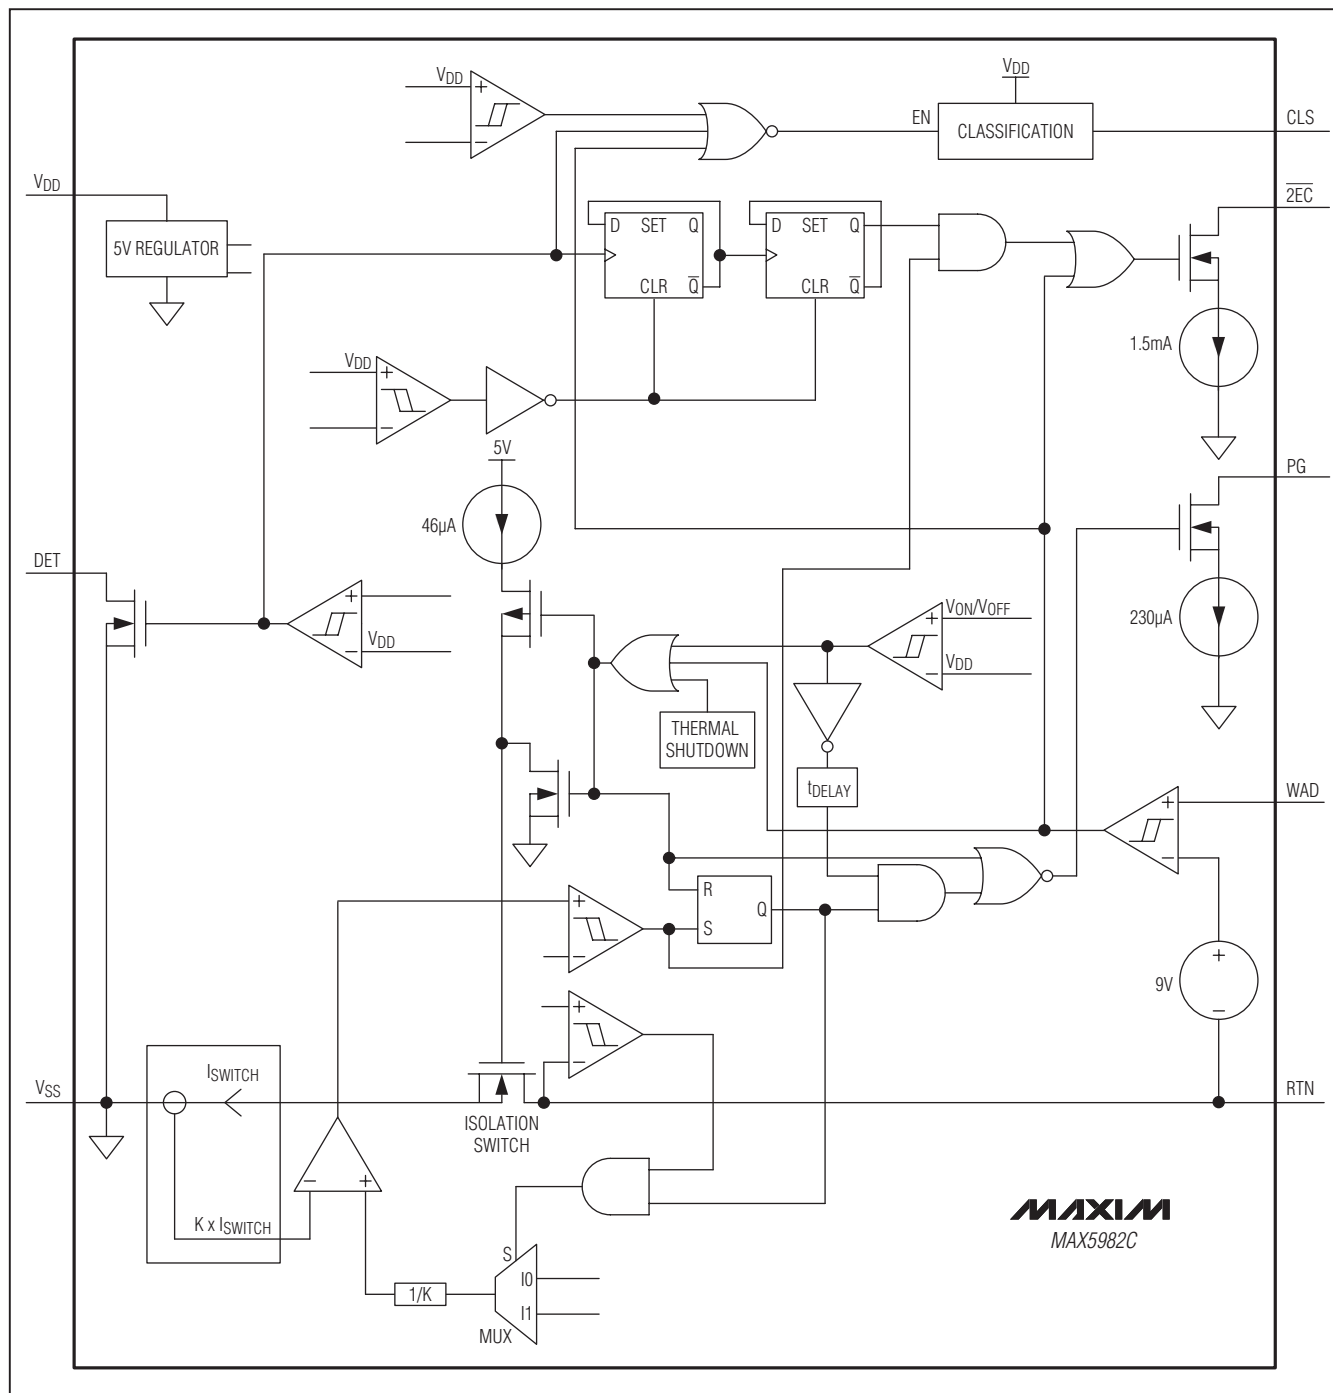 VDD
+
−
VDD
EN
CLASSIFICATION
CLS
VDD
5V REGULATOR
D SET Q
CLR Q̅
D SET Q
CLR Q̅
2̅E̅C̅
1.5mA
VDD
+
−
5V
46µA
PG
DET
+
VDD
−
VON/VOFF
+
VDD
−
230µA
THERMAL
SHUTDOWN
tDELAY
WAD
+
−
R
Q
S
+
−
9V
+
−
+
−
VSS
ISWITCH
ISOLATION
SWITCH
RTN
− +
K x ISWITCH
S
I0
1/K
I1
MUX
MAXIM
MAX5982C